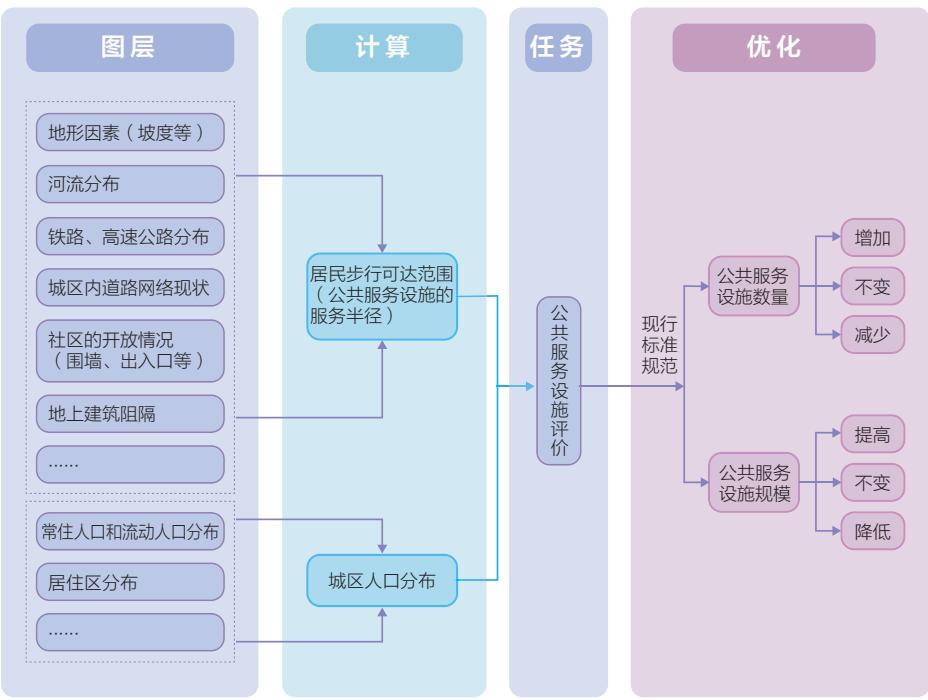 图层
地形因素（坡度等）
河流分布
铁路、高速公路分布
城区内道路网络现状
社区的开放情况
（围墙、出入口等）
地上建筑阻隔
……
常住人口和流动人口分布
居住区分布
……
计算
居民步行可达范围
（公共服务设施的
服务半径）
城区人口分布
任务
公共服务设施评价
优化
现行
标准
规范
公共服务
设施数量
增加
不变
减少
公共服务
设施规模
提高
不变
降低